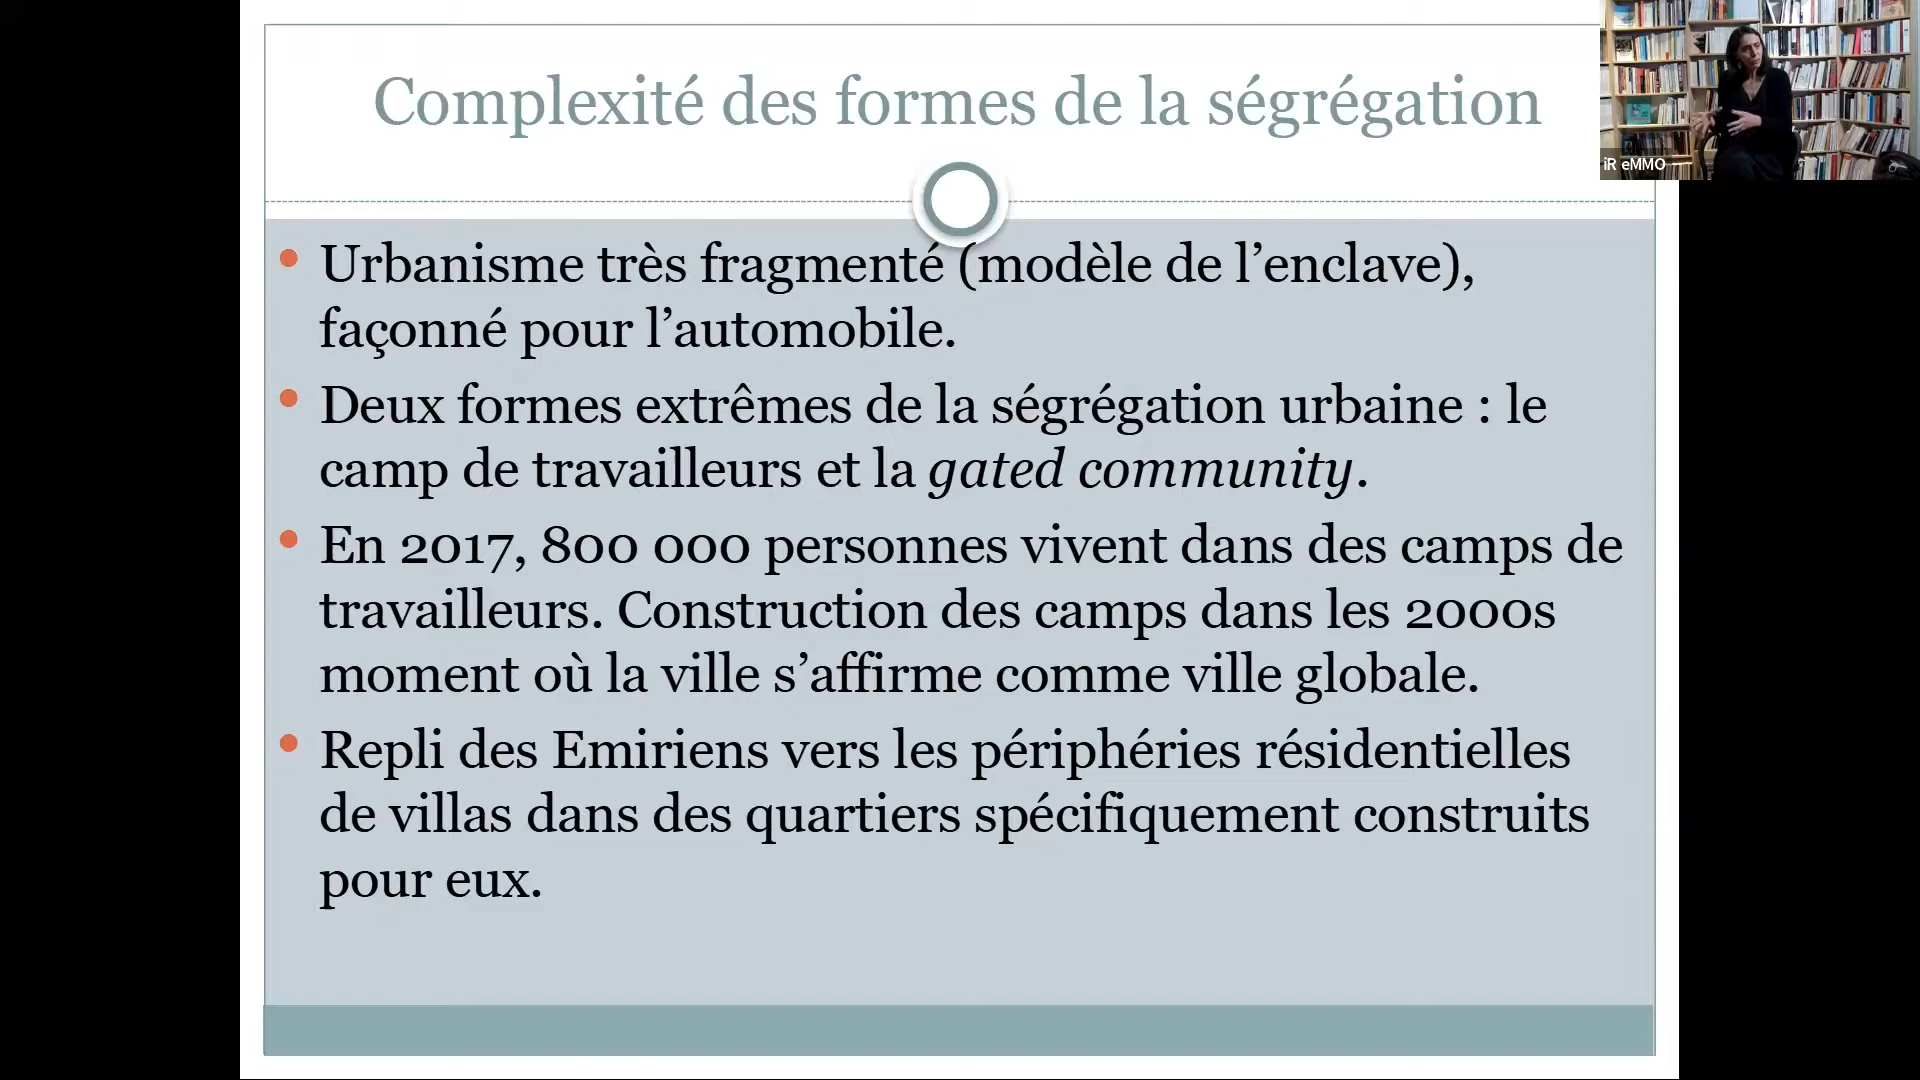 Complexité des formes de la ségrégation
iR eMMO
• Urbanisme très fragmenté (modèle de l’enclave),
façonné pour l’automobile.
• Deux formes extrêmes de la ségrégation urbaine : le
camp de travailleurs et la gated community.
• En 2017, 800 000 personnes vivent dans des camps de
travailleurs. Construction des camps dans les 2000s
moment où la ville s’affirme comme ville globale.
• Repli des Emiriens vers les périphéries résidentielles
de villas dans des quartiers spécifiquement construits
pour eux.